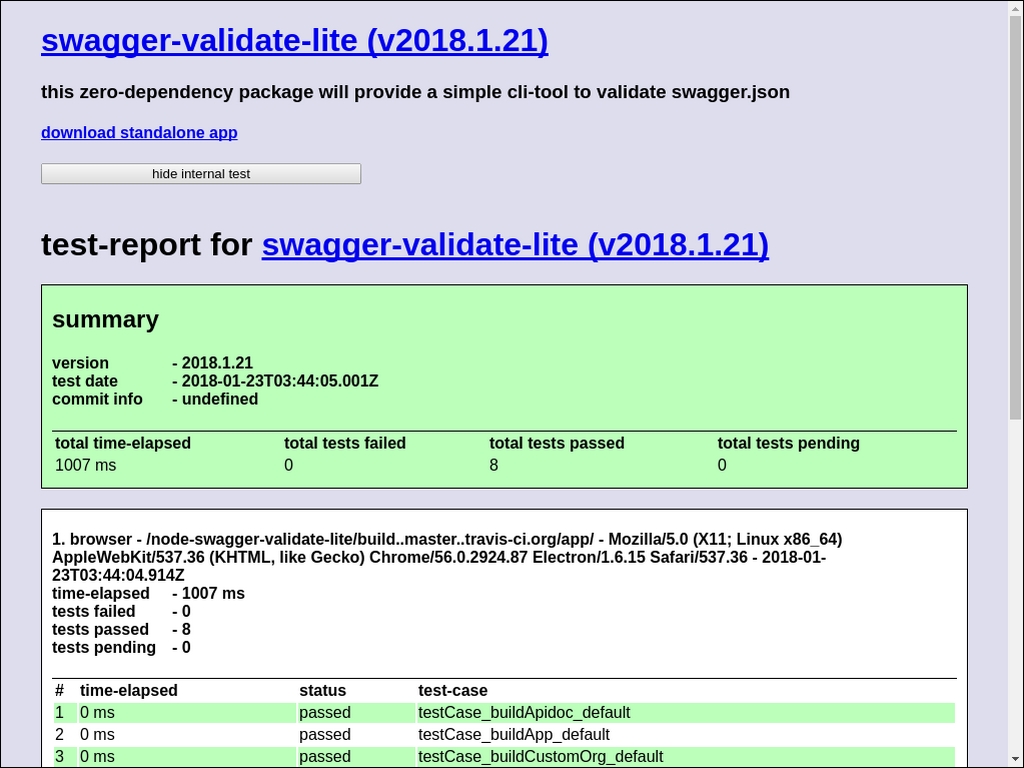 swagger-validate-lite (v2018.1.21)
this zero-dependency package will provide a simple cli-tool to validate swagger.json
download standalone app
hide internal test
test-report for swagger-validate-lite (v2018.1.21)
summary
version - 2018.1.21
test date - 2018-01-23T03:44:05.001Z
commit info - undefined
total time-elapsed total tests failed total tests passed total tests pending
1007 ms 0 8 0
1. browser - /node-swagger-validate-lite/build..master..travis-ci.org/app/ - Mozilla/5.0 (X11; Linux x86_64)
AppleWebKit/537.36 (KHTML, like Gecko) Chrome/56.0.2924.87 Electron/1.6.15 Safari/537.36 - 2018-01-
23T03:44:04.914Z
time-elapsed - 1007 ms
tests failed - 0
tests passed - 8
tests pending - 0
# time-elapsed status test-case
1 0 ms passed testCase_buildApidoc_default
2 0 ms passed testCase_buildApp_default
3 0 ms passed testCase_buildCustomOrg_default